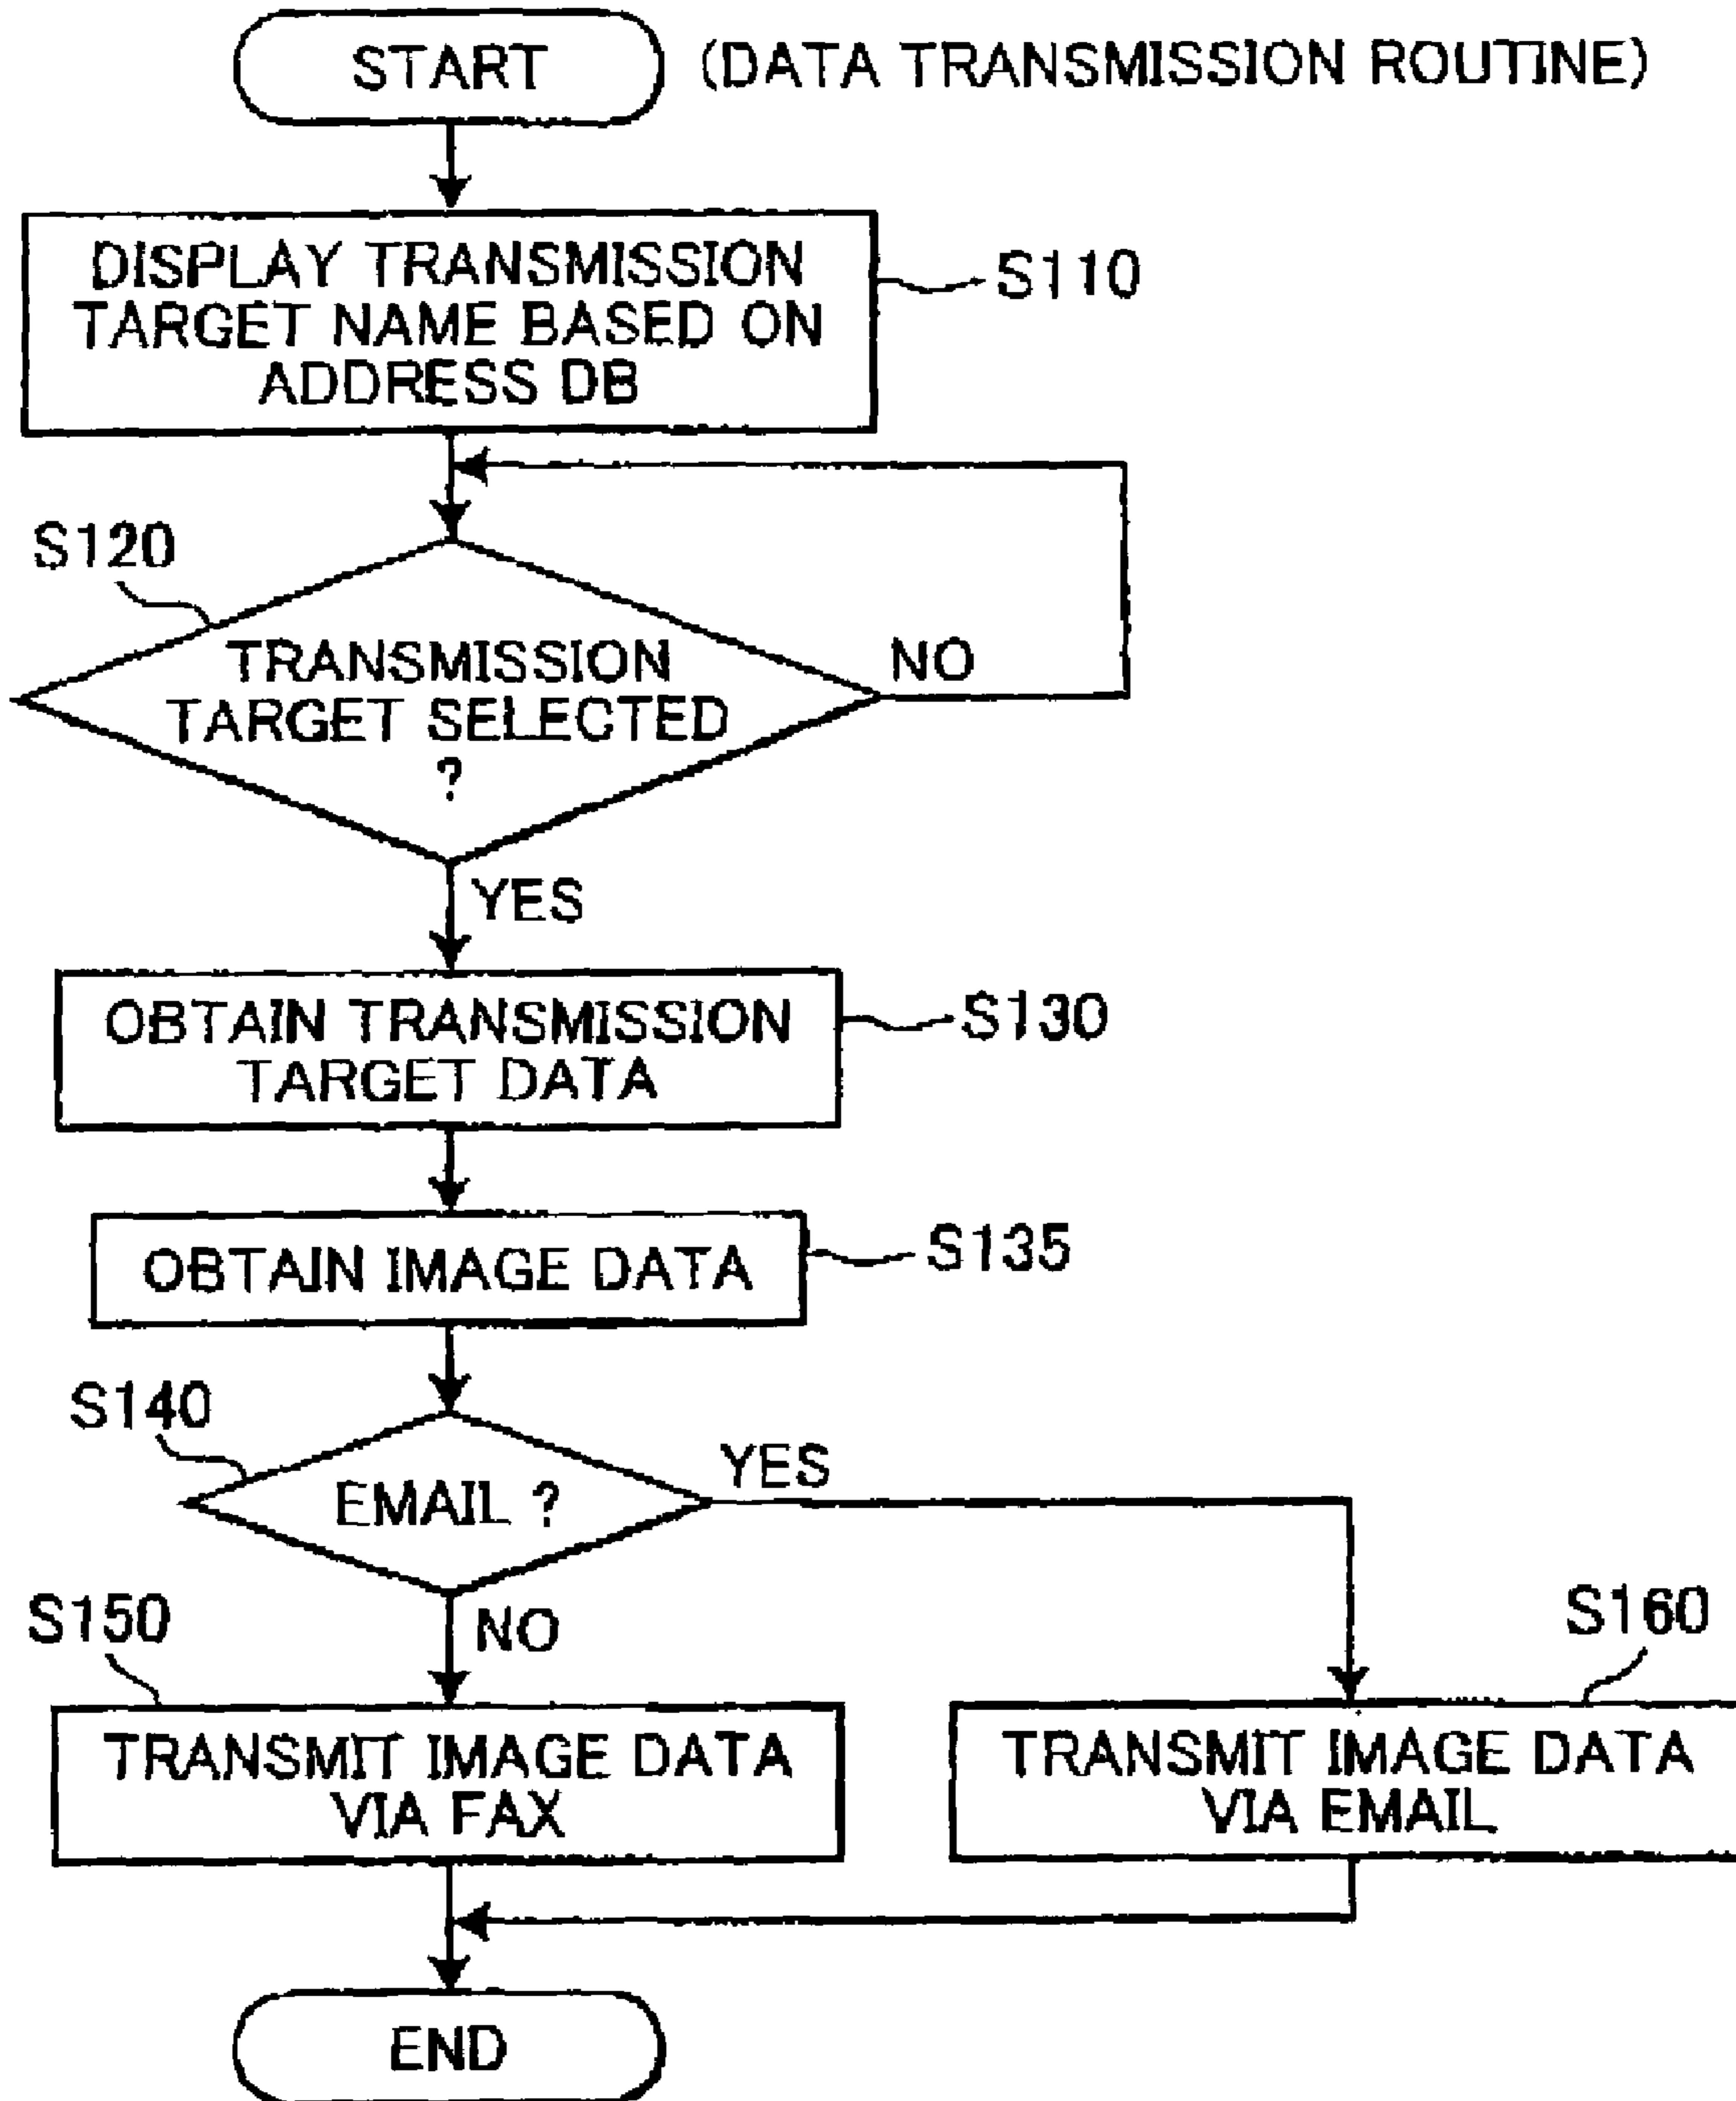 START
(DATA TRANSMISSION ROUTINE)
DISPLAY TRANSMISSION
TARGET NAME BASED ON
ADDRESS DB
S110
S120
TRANSMISSION
TARGET SELECTED
?
NO
YES
OBTAIN TRANSMISSION
TARGET DATA
S130
OBTAIN IMAGE DATA
S135
S140
EMAIL ?
YES
NO
S150
TRANSMIT IMAGE DATA
VIA FAX
S160
TRANSMIT IMAGE DATA
VIA EMAIL
END